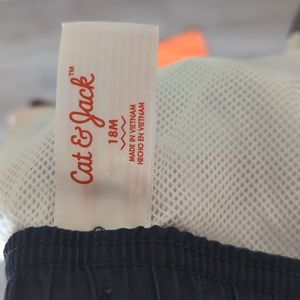 Cat & Jack™
18M
MADE IN VIETNAM
HECHO EN VIETNAM